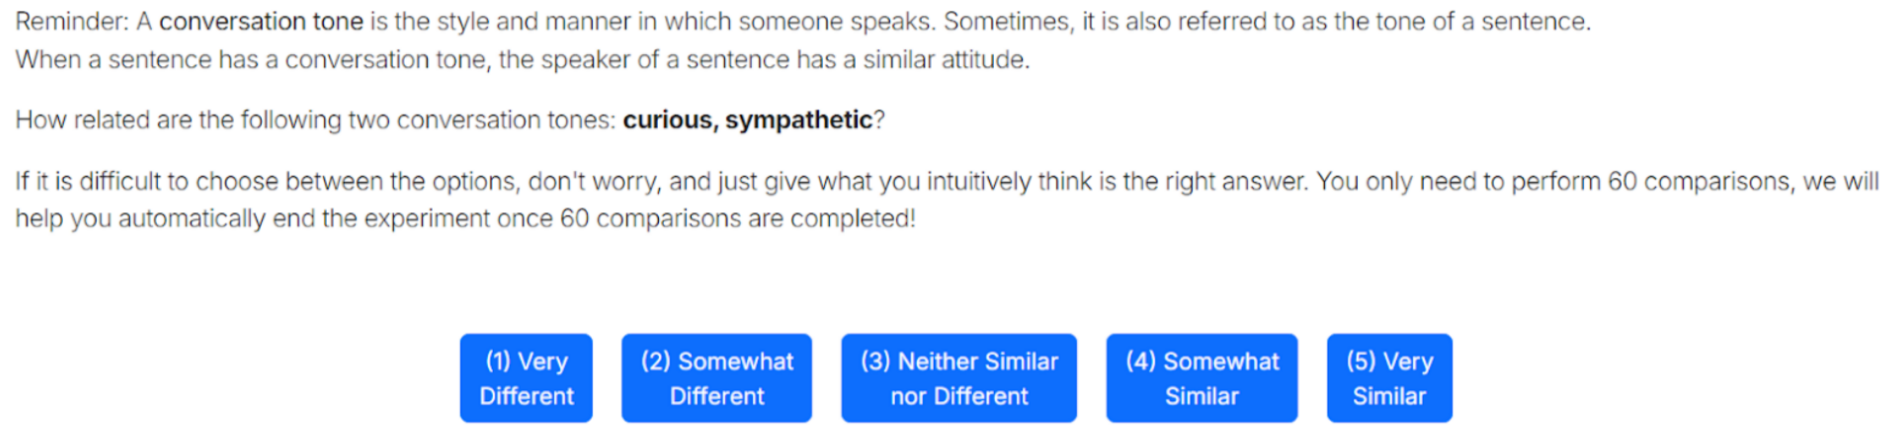 Reminder: A conversation tone is the style and manner in which someone speaks. Sometimes, it is also referred to as the tone of a sentence.
When a sentence has a conversation tone, the speaker of a sentence has a similar attitude.
How related are the following two conversation tones: curious, sympathetic?
If it is difficult to choose between the options, don't worry, and just give what you intuitively think is the right answer. You only need to perform 60 comparisons, we will
help you automatically end the experiment once 60 comparisons are completed!
(1) Very
Different
(2) Somewhat
Different
(3) Neither Similar
nor Different
(4) Somewhat
Similar
(5) Very
Similar